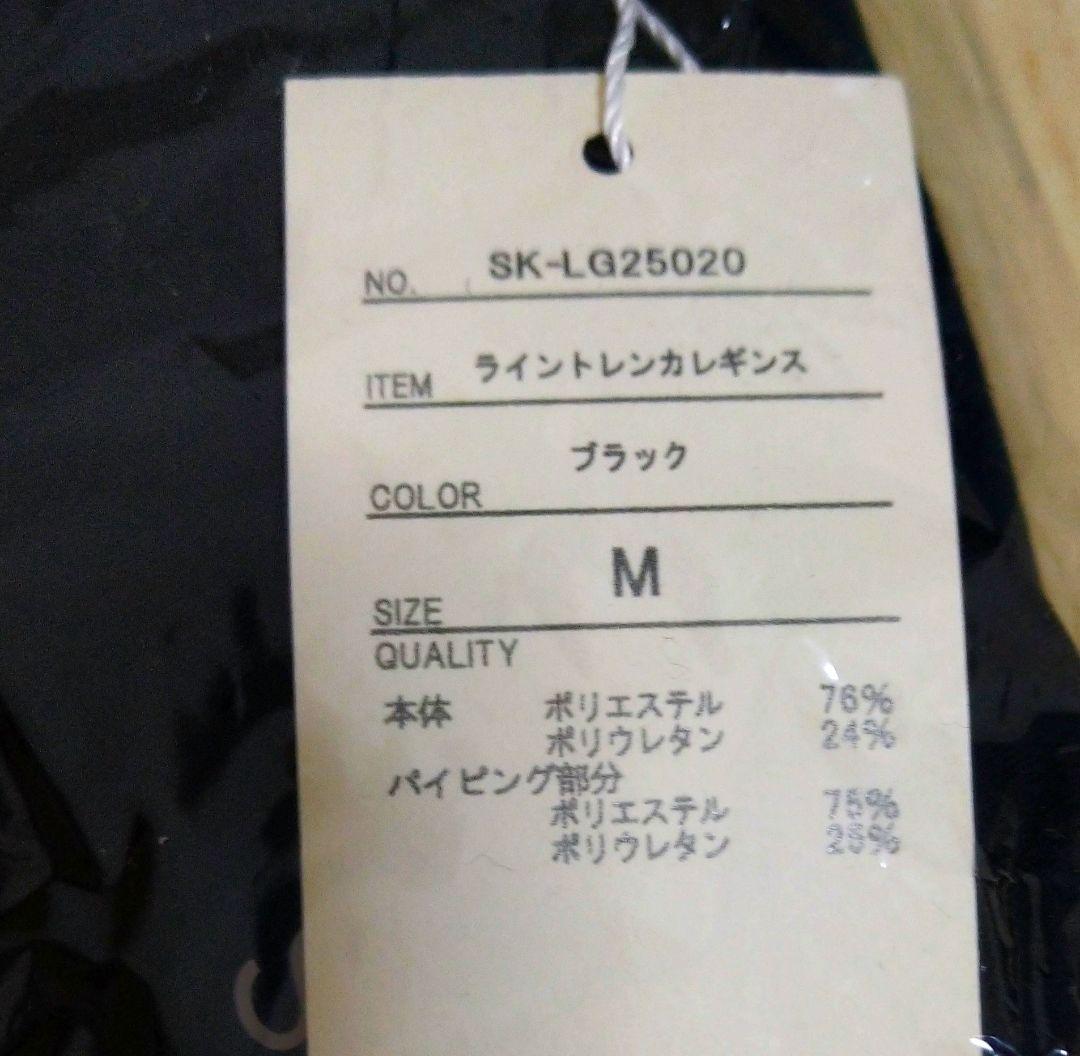 NO. SK-LG25020
ITEM ライントレンカレギンス
COLOR ブラック
SIZE M
QUALITY
本体 ポリエステル 76%
ポリウレタン 24%
パイピング部分
ポリエステル 75%
ポリウレタン 25%